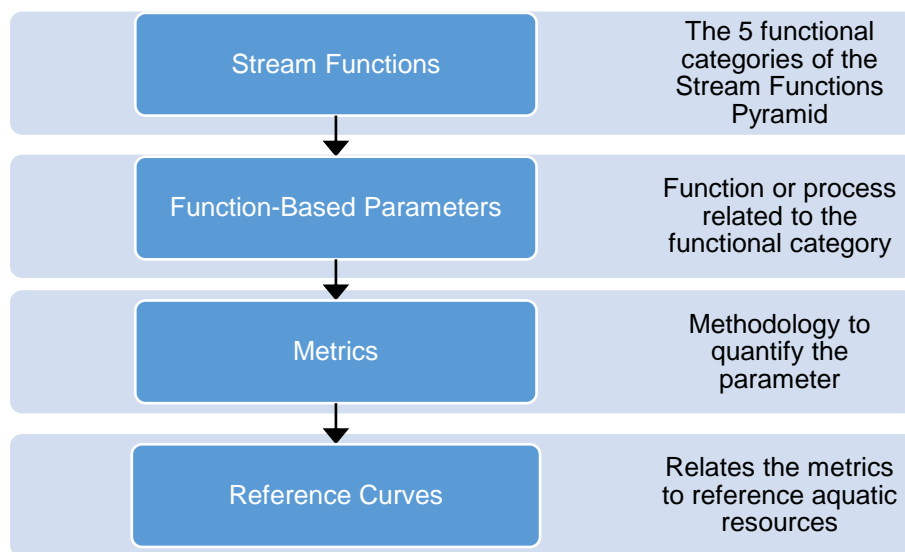 Stream Functions
The 5 functional
categories of the
Stream Functions
Pyramid
Function-Based Parameters
Function or process
related to the
functional category
Metrics
Methodology to
quantify the
parameter
Reference Curves
Relates the metrics
to reference aquatic
resources